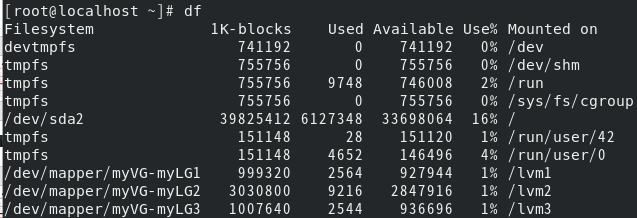 [root@localhost ~]# df
Filesystem 1K-blocks Used Available Use% Mounted on
devtmpfs 741192 0 741192 0% /dev
tmpfs 755756 0 755756 0% /dev/shm
tmpfs 755756 9748 746008 2% /run
tmpfs 755756 0 755756 0% /sys/fs/cgroup
/dev/sda2 39825412 6127348 33698064 16% /
tmpfs 151148 28 151120 1% /run/user/42
tmpfs 151148 4652 146496 4% /run/user/0
/dev/mapper/myVG-myLG1 999320 2564 927944 1% /lvm1
/dev/mapper/myVG-myLG2 3030800 9216 2847916 1% /lvm2
/dev/mapper/myVG-myLG3 1007640 2544 936696 1% /lvm3